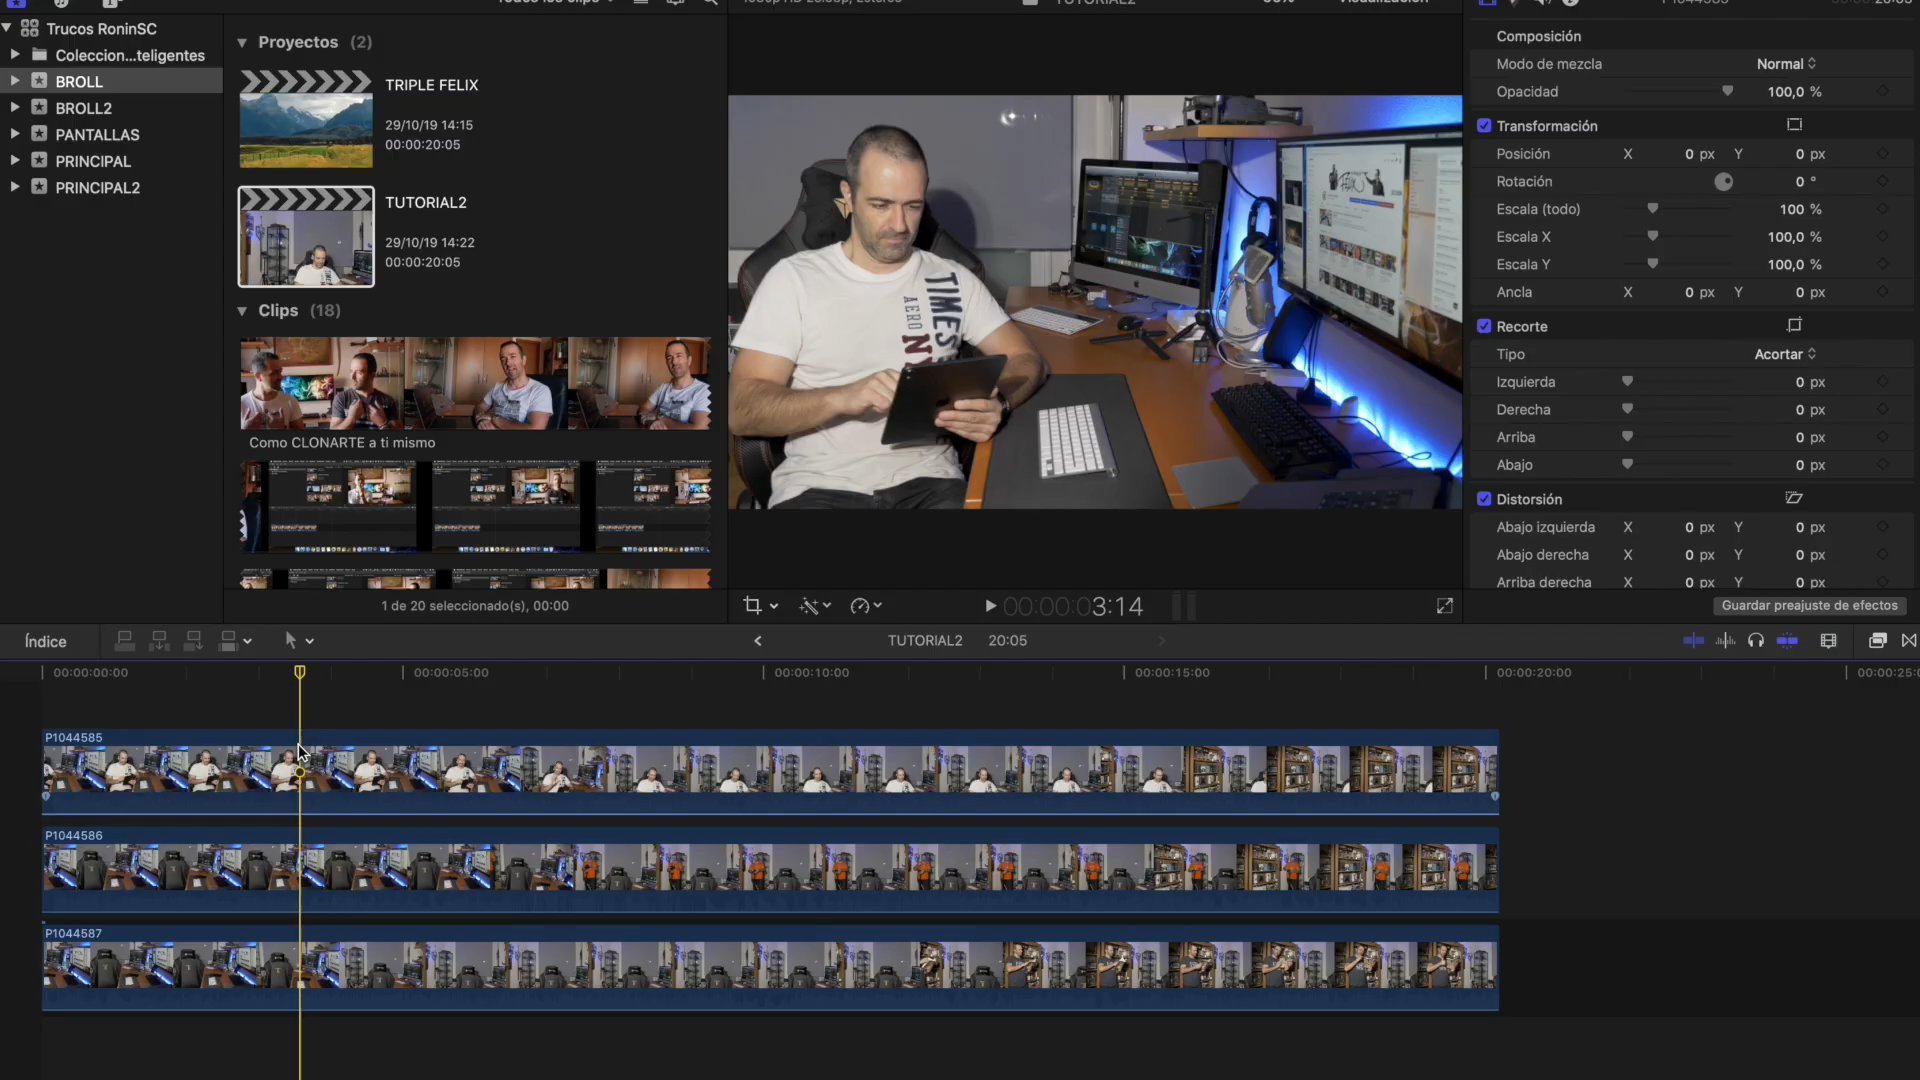 Trucos RoninSC
Coleccion...teligentes
BROLL
BROLL2
PANTALLAS
PRINCIPAL
PRINCIPAL2
Proyectos (2)
TRIPLE FELIX
29/10/19 14:15
00:00:20:05
TUTORIAL2
29/10/19 14:22
00:00:20:05
Clips (18)
Como CLONARTE a ti mismo
1 de 20 seleccionado(s), 00:00
TUTORIAL2
TIMES
AERO
00:00:03:14
Composición
Modo de mezcla Normal
Opacidad 100,0 %
Transformación
Posición X 0 px Y 0 px
Rotación 0 °
Escala (todo) 100 %
Escala X 100,0 %
Escala Y 100,0 %
Ancla X 0 px Y 0 px
Recorte
Tipo Acortar
Izquierda 0 px
Derecha 0 px
Arriba 0 px
Abajo 0 px
Distorsión
Abajo izquierda X 0 px Y 0 px
Abajo derecha X 0 px Y 0 px
Arriba derecha X 0 px Y 0 px
Guardar preajuste de efectos
Índice
TUTORIAL2 20:05
00:00:00:00 00:00:05:00 00:00:10:00 00:00:15:00 00:00:20:00 00:00:25:0
P1044585
P1044586
P1044587